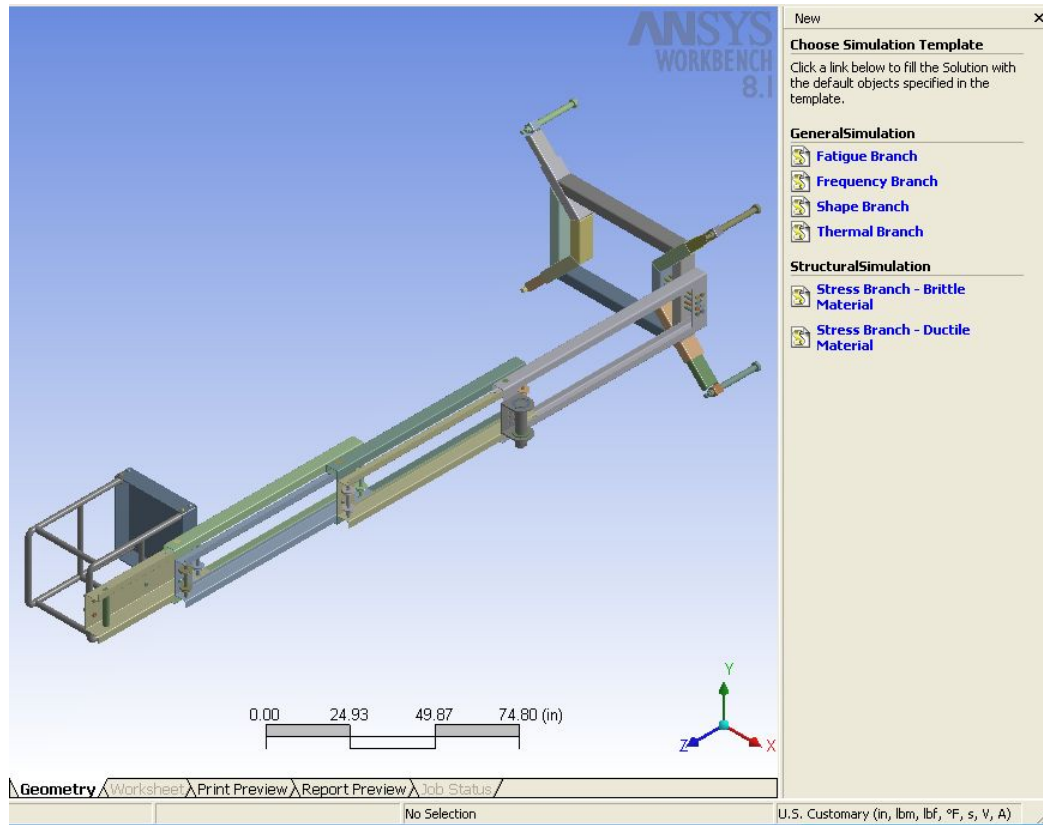 ANSYS
WORKBENCH
8.1
New
Choose Simulation Template
Click a link below to fill the Solution with
the default objects specified in the
template.
GeneralSimulation
Fatigue Branch
Frequency Branch
Shape Branch
Thermal Branch
StructuralSimulation
Stress Branch - Brittle
Material
Stress Branch - Ductile
Material
0.00 24.93 49.87 74.80 (in)
Y
Z
X
Geometry Worksheet Print Preview Report Preview Job Status
No Selection
U.S. Customary (in, lbm, lbf, °F, s, V, A)